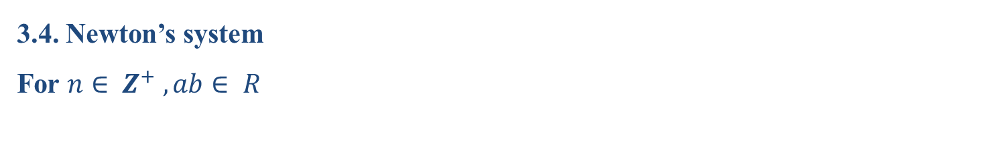 3.4. Newton’s system
For n ∈ Z⁺ ,ab ∈ R